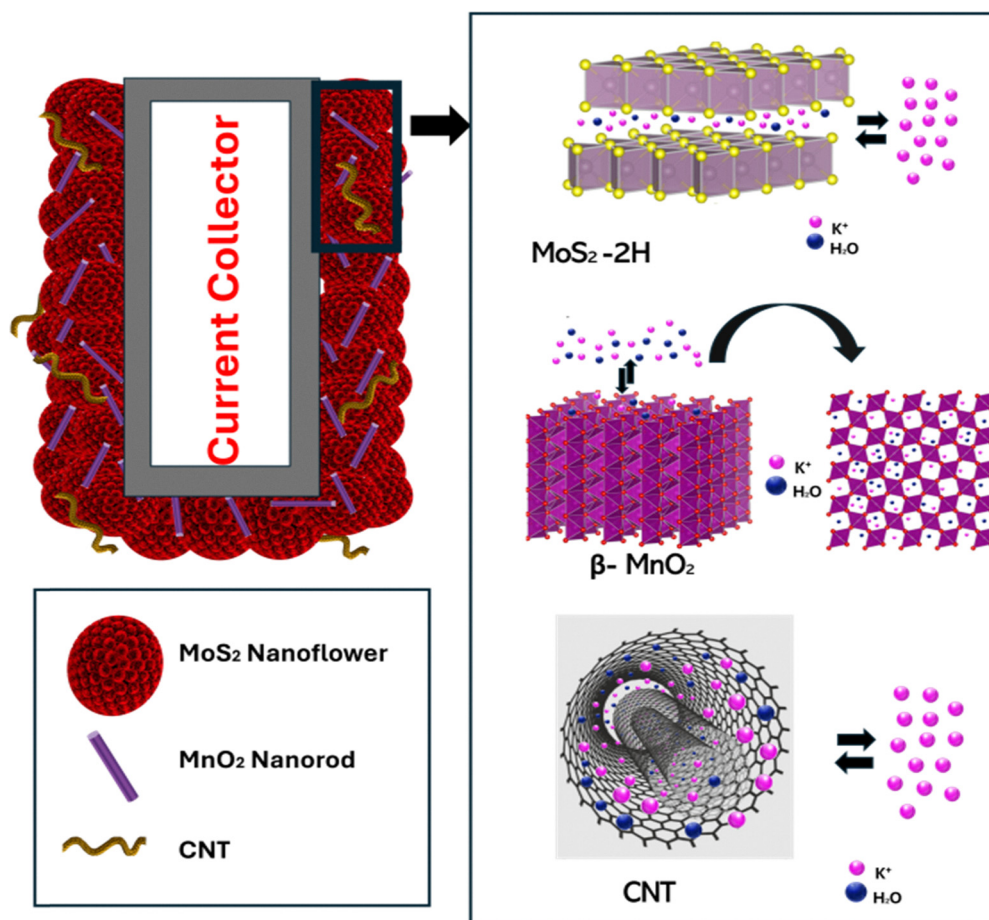 Current Collector
MoS₂ Nanoflower
MnO₂ Nanorod
CNT
K⁺
H₂O
MoS₂ -2H
K⁺
H₂O
β- MnO₂
CNT
K⁺
H₂O